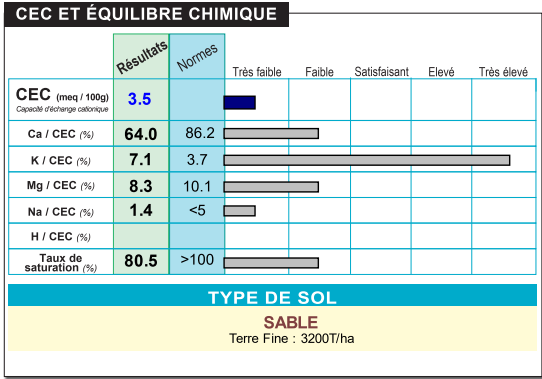 CEC ET ÉQUILIBRE CHIMIQUE
Résultats
Normes
Très faible Faible Satisfaisant Elevé Très élevé
CEC (meq / 100g) 3.5
Capacité d'échange cationique
Ca / CEC (%) 64.0 86.2
K / CEC (%) 7.1 3.7
Mg / CEC (%) 8.3 10.1
Na / CEC (%) 1.4 <5
H / CEC (%)
Taux de
saturation (%) 80.5 >100
TYPE DE SOL
SABLE
Terre Fine : 3200T/ha